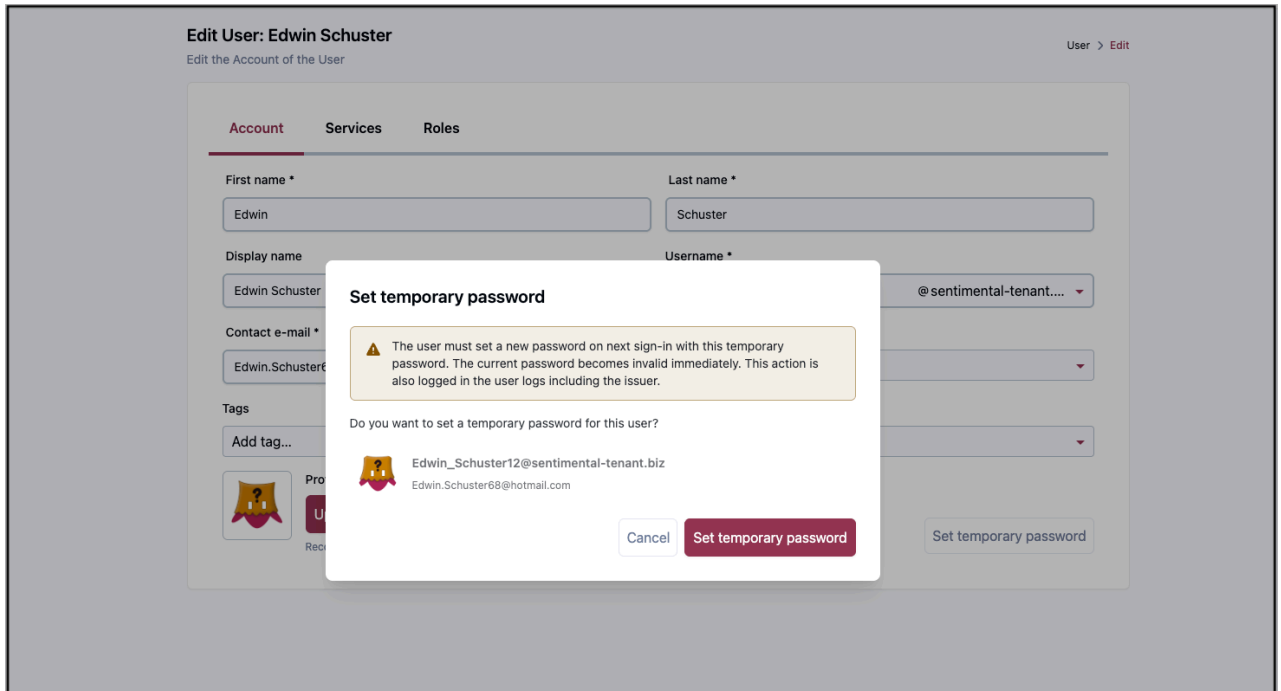 Edit User: Edwin Schuster
Edit the Account of the User
User > Edit
Account Services Roles
First name *
Last name *
Edwin
Schuster
Display name
Username *
Edwin Schuster
@sentimental-tenant....
Contact e-mail *
Edwin.Schuster6
Tags
Add tag...
Set temporary password
Set temporary password
The user must set a new password on next sign-in with this temporary
password. The current password becomes invalid immediately. This action is
also logged in the user logs including the issuer.
Do you want to set a temporary password for this user?
Edwin_Schuster12@sentimental-tenant.biz
Edwin.Schuster68@hotmail.com
Cancel
Set temporary password